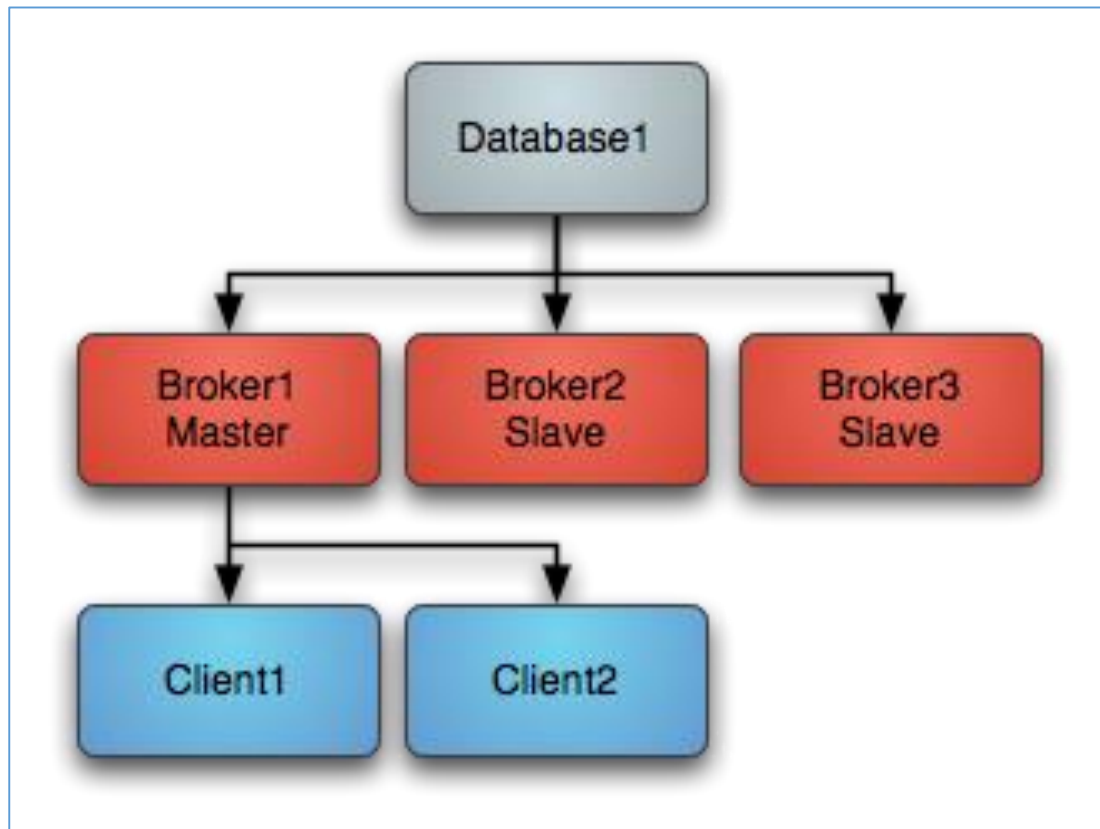 Database1
Broker1
Master
Broker2
Slave
Broker3
Slave
Client1
Client2